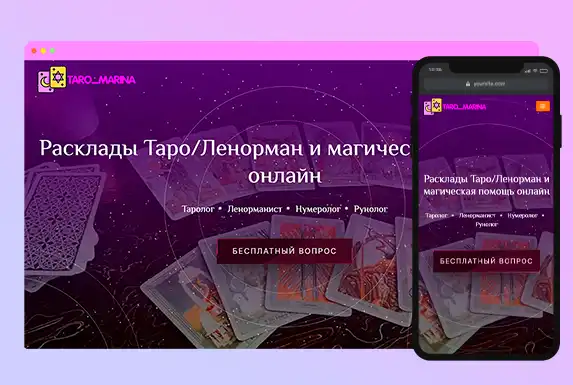 TARO_MARINA
Расклады Таро/Ленорман и магичес
онлайн
Таролог • Ленорманист • Нумеролог • Рунолог
БЕСПЛАТНЫЙ ВОПРОС
yoursite.com
TARO_MARINA
Расклады Таро/Ленорман и
магическая помощь онлайн
Таролог • Ленорманист • Нумеролог •
Рунолог
БЕСПЛАТНЫЙ ВОПРОС